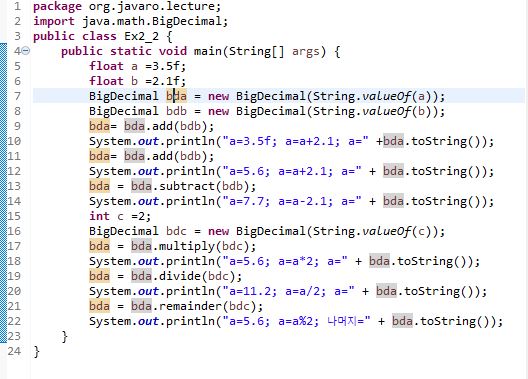 1 package org.javaro.lecture;
2 import java.math.BigDecimal;
3 public class Ex2_2 {
4 public static void main(String[] args) {
5 float a =3.5f;
6 float b =2.1f;
7 BigDecimal bda = new BigDecimal(String.valueOf(a));
8 BigDecimal bdb = new BigDecimal(String.valueOf(b));
9 bda= bda.add(bdb);
10 System.out.println("a=3.5f; a=a+2.1; a=" +bda.toString());
11 bda= bda.add(bdb);
12 System.out.println("a=5.6; a=a+2.1; a=" + bda.toString());
13 bda = bda.subtract(bdb);
14 System.out.println("a=7.7; a=a-2.1; a=" + bda.toString());
15 int c =2;
16 BigDecimal bdc = new BigDecimal(String.valueOf(c));
17 bda = bda.multiply(bdc);
18 System.out.println("a=5.6; a=a*2; a=" + bda.toString());
19 bda = bda.divide(bdc);
20 System.out.println("a=11.2; a=a/2; a=" + bda.toString());
21 bda = bda.remainder(bdc);
22 System.out.println("a=5.6; a=a%2; 나머지=" + bda.toString());
23 }
24 }